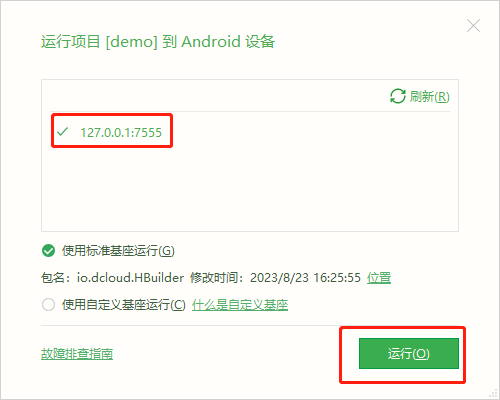 运行项目 [demo] 到 Android 设备
刷新(R)
127.0.0.1:7555
使用标准基座运行(G)
包名：io.dcloud.HBuilder 修改时间：2023/8/23 16:25:55 位置
使用自定义基座运行(C) 什么是自定义基座
故障排查指南
运行(O)